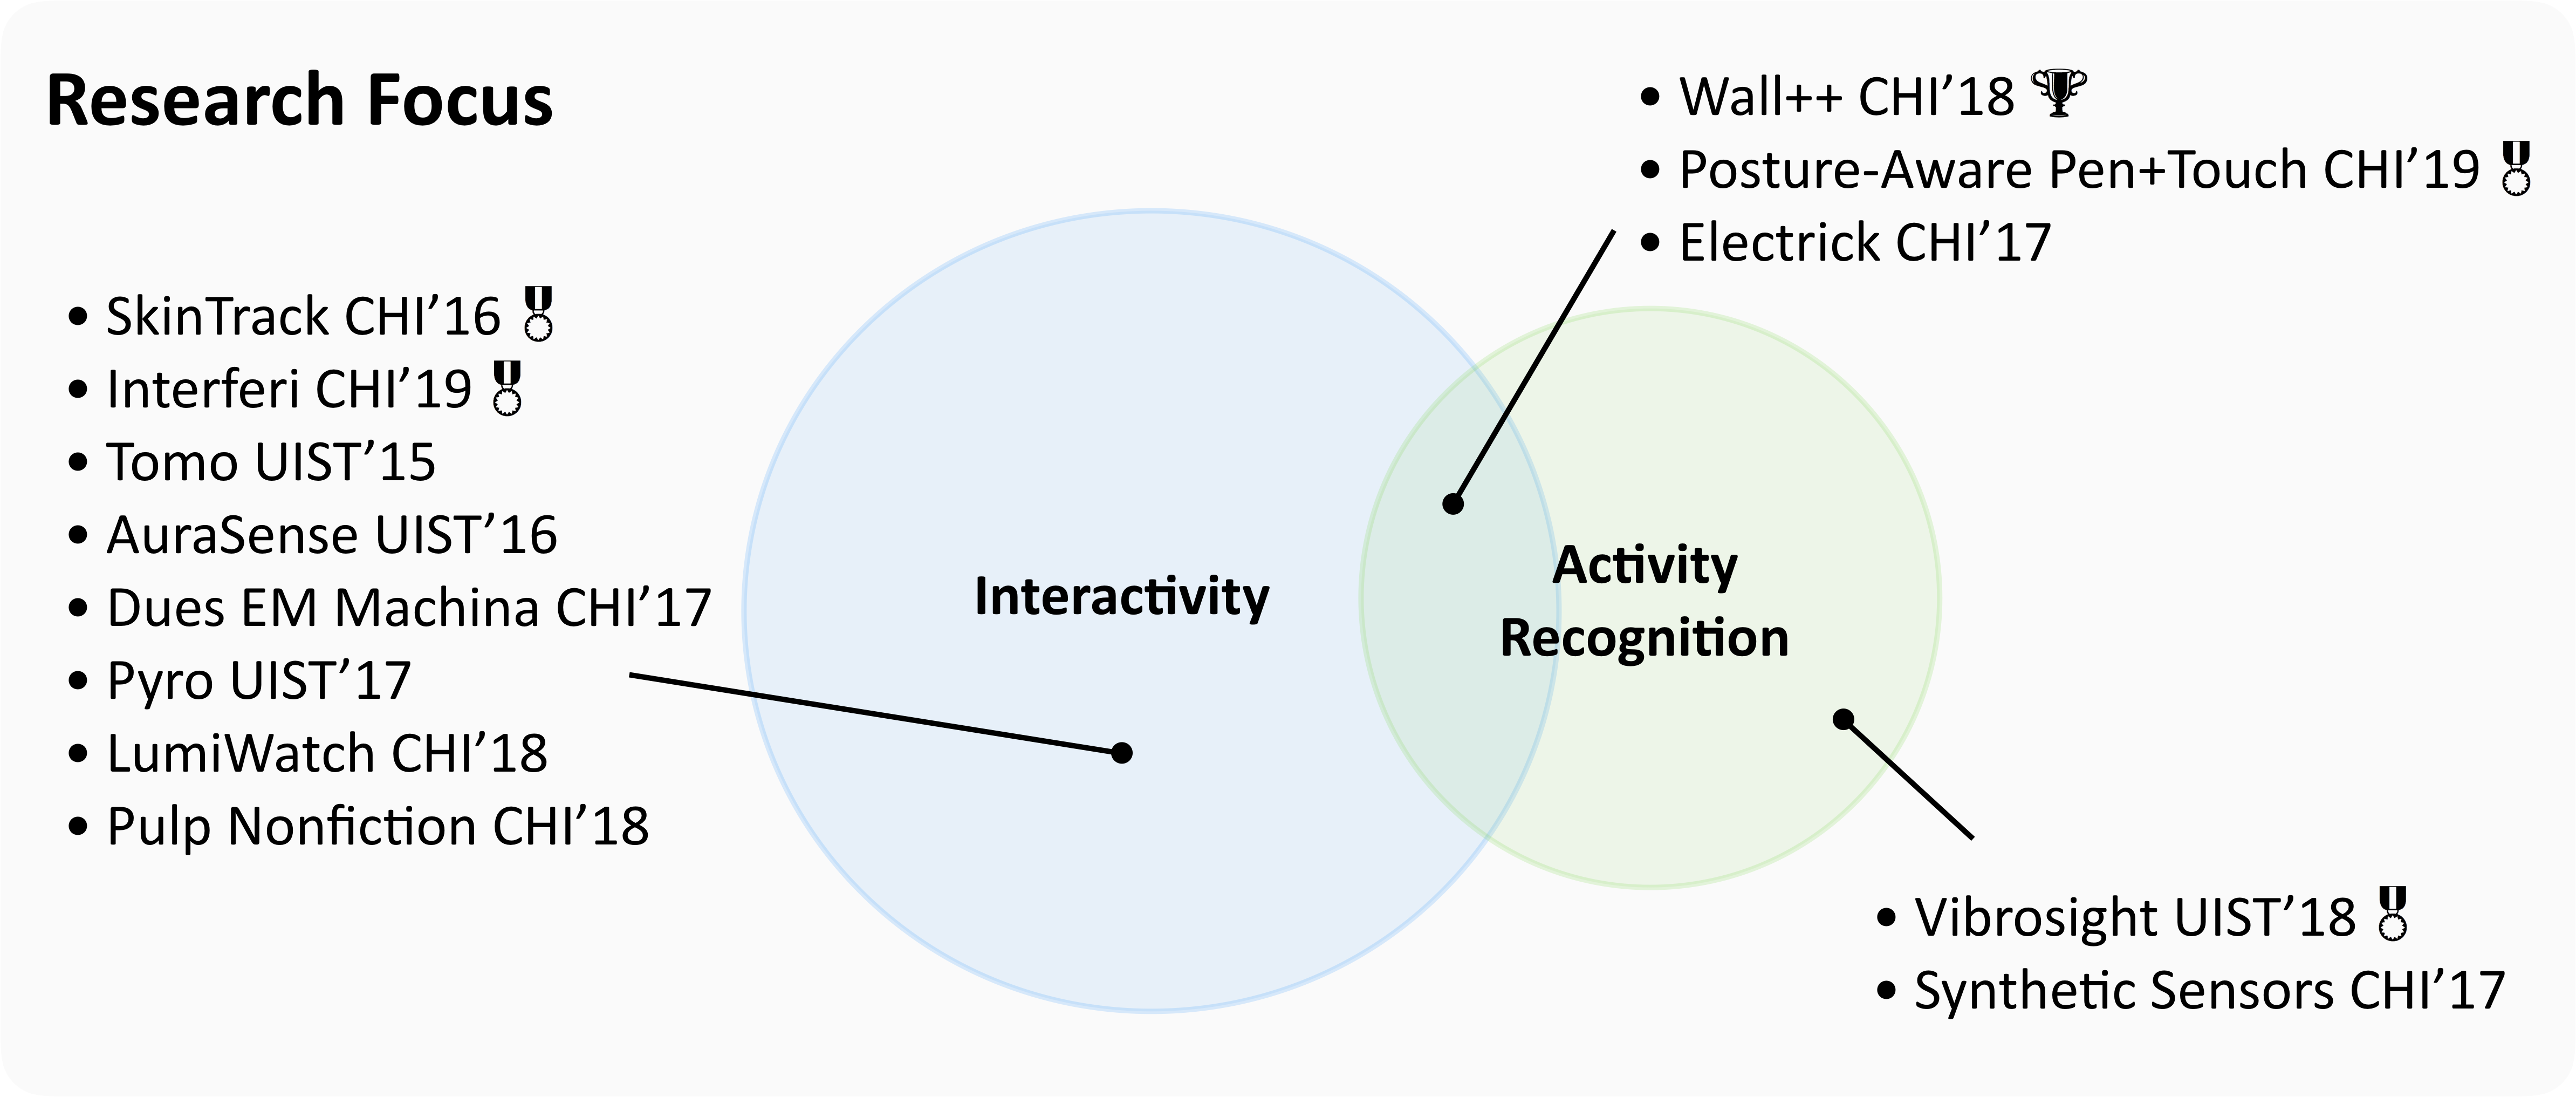 Research Focus
• SkinTrack CHI’16
• Interferi CHI’19
• Tomo UIST’15
• AuraSense UIST’16
• Dues EM Machina CHI’17
• Pyro UIST’17
• LumiWatch CHI’18
• Pulp Nonfiction CHI’18
Interactivity
Activity
Recognition
• Wall++ CHI’18
• Posture-Aware Pen+Touch CHI’19
• Electrick CHI’17
• Vibrosight UIST’18
• Synthetic Sensors CHI’17